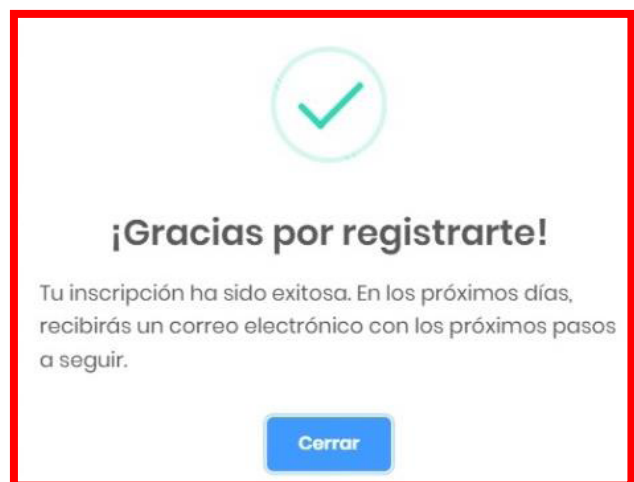 ¡Gracias por registrarte!
Tu inscripción ha sido exitosa. En los próximos días,
recibirás un correo electrónico con los próximos pasos
a seguir.
Cerrar